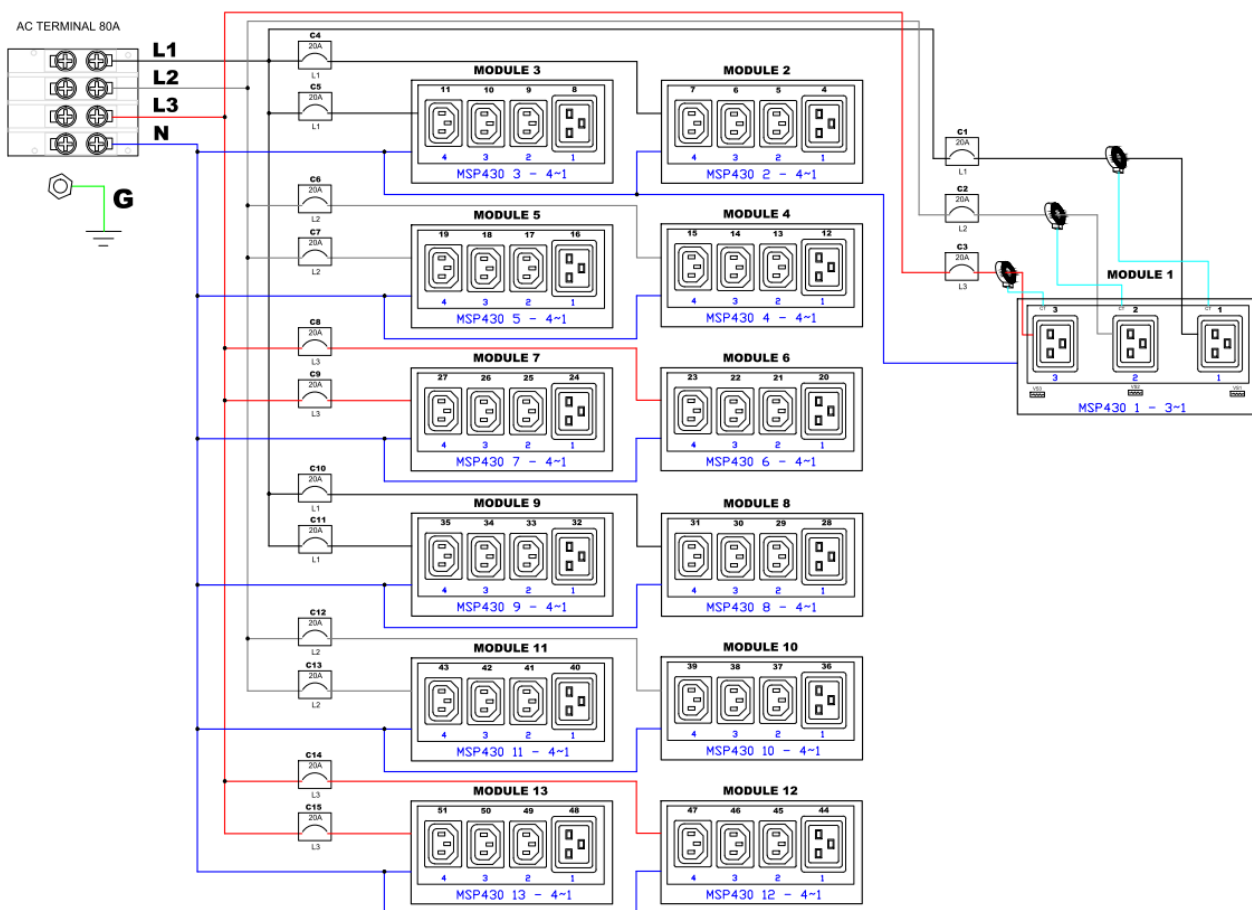 AC TERMINAL 80A
L1
L2
L3
N
G
C4
20A
L1
C5
20A
L1
MODULE 3
11 10 9 8
4 3 2 1
MSP430 3 - 4~1
MODULE 2
7 6 5 4
4 3 2 1
MSP430 2 - 4~1
C1
20A
L1
C2
20A
L2
C3
20A
L3
MODULE 1
CT CT CT
3 2 1
3 2 1
VS3 VS2 VS1
MSP430 1 - 3~1
C6
20A
L2
C7
20A
L2
MODULE 5
19 18 17 16
4 3 2 1
MSP430 5 - 4~1
MODULE 4
15 14 13 12
4 3 2 1
MSP430 4 - 4~1
C8
20A
L3
C9
20A
L3
MODULE 7
27 26 25 24
4 3 2 1
MSP430 7 - 4~1
MODULE 6
23 22 21 20
4 3 2 1
MSP430 6 - 4~1
C10
20A
L1
C11
20A
L1
MODULE 9
35 34 33 32
4 3 2 1
MSP430 9 - 4~1
MODULE 8
31 30 29 28
4 3 2 1
MSP430 8 - 4~1
C12
20A
L2
C13
20A
L2
MODULE 11
43 42 41 40
4 3 2 1
MSP430 11 - 4~1
MODULE 10
39 38 37 36
4 3 2 1
MSP430 10 - 4~1
C14
20A
L3
C15
20A
L3
MODULE 13
51 50 49 48
4 3 2 1
MSP430 13 - 4~1
MODULE 12
47 46 45 44
4 3 2 1
MSP430 12 - 4~1